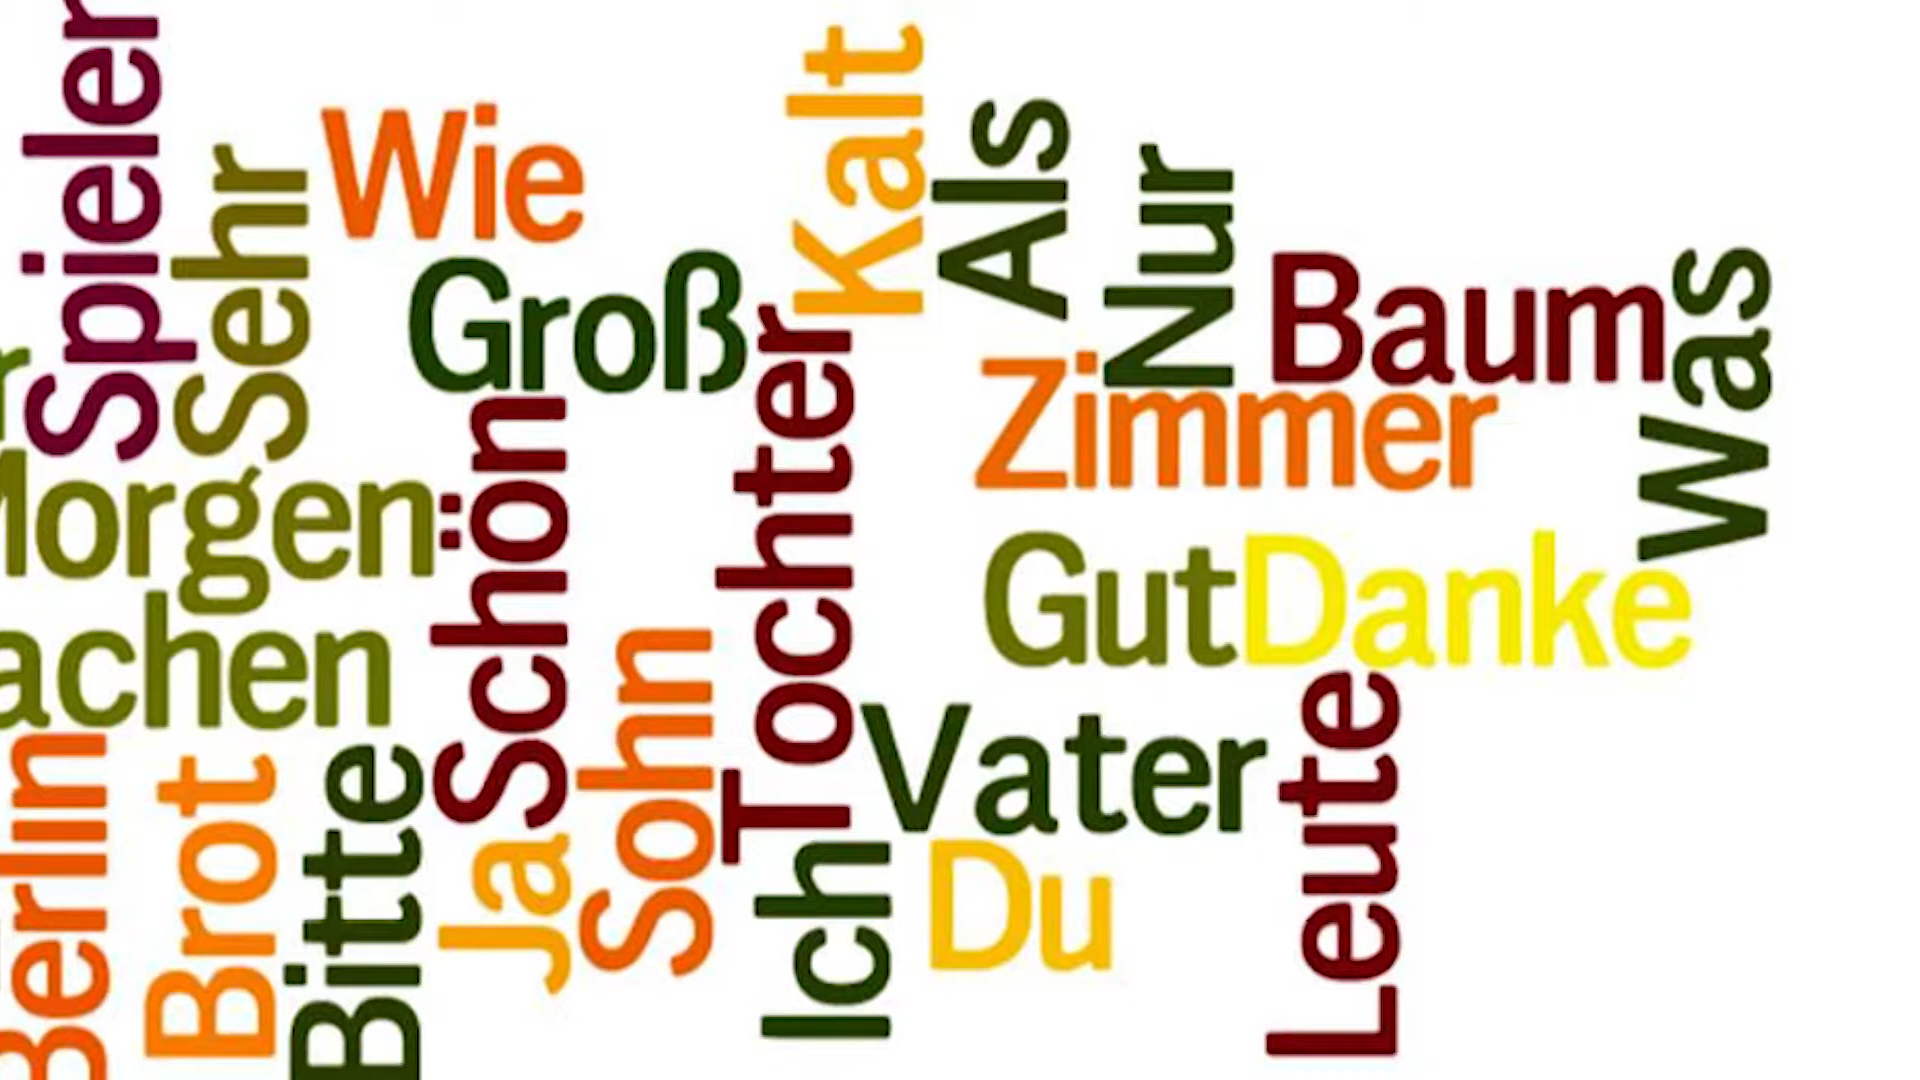 Spieler
Sehr
Wie
Kalt
Als
Nur
Groß
Baum
Was
Zimmer
Morgen
Schön
Tochter
Gut
Danke
achen
Sohn
Vater
Leute
Berlin
Brot
Bitte
Ja
Ich
Du